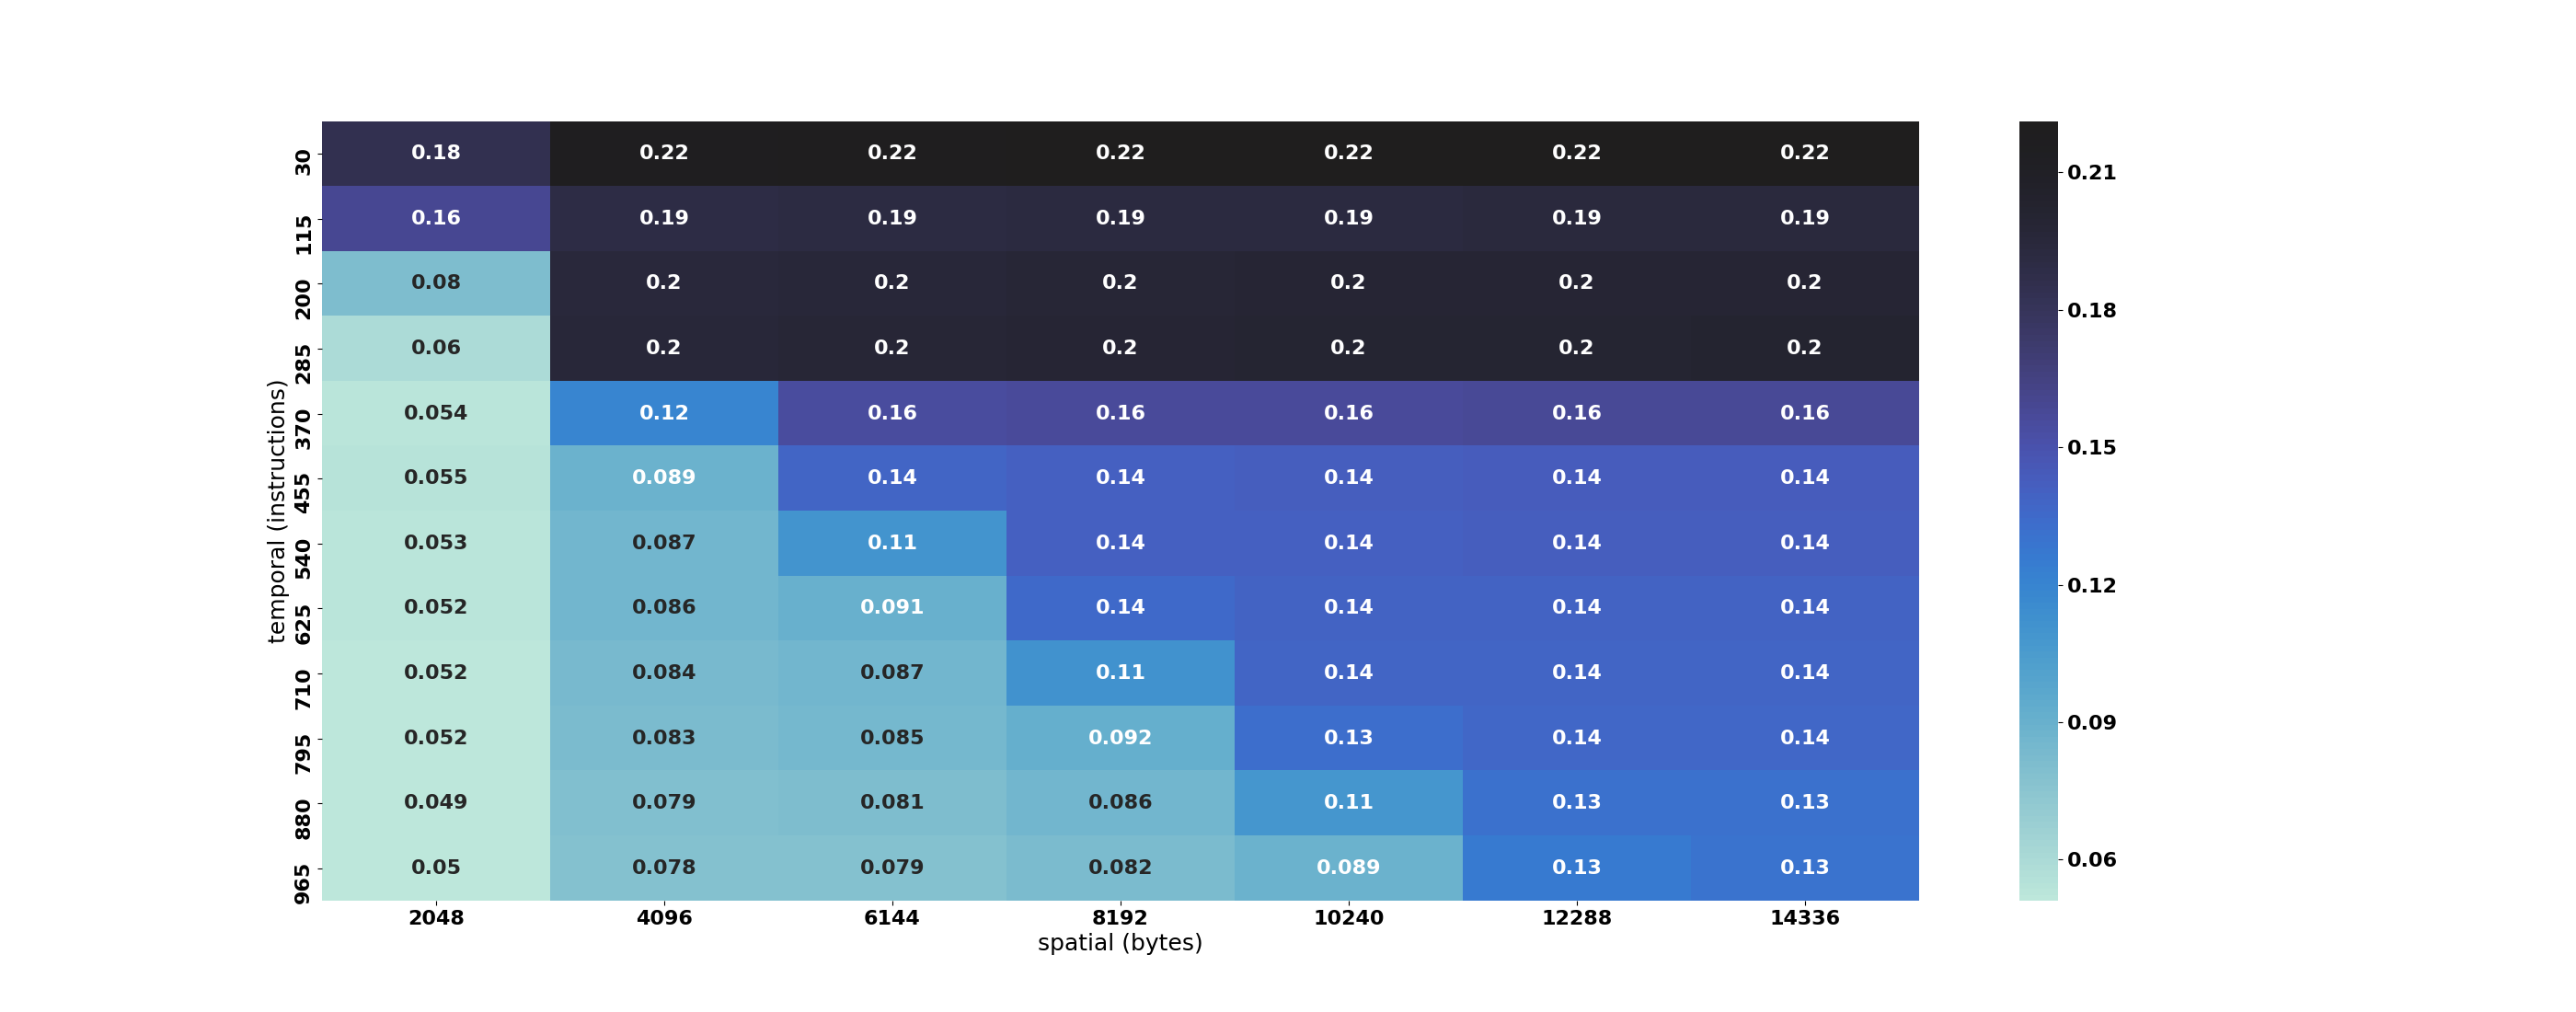 30 0.18 0.22 0.22 0.22 0.22 0.22 0.22
115 0.16 0.19 0.19 0.19 0.19 0.19 0.19
200 0.08 0.2 0.2 0.2 0.2 0.2 0.2
285 0.06 0.2 0.2 0.2 0.2 0.2 0.2
370 0.054 0.12 0.16 0.16 0.16 0.16 0.16
455 0.055 0.089 0.14 0.14 0.14 0.14 0.14
540 0.053 0.087 0.11 0.14 0.14 0.14 0.14
625 0.052 0.086 0.091 0.14 0.14 0.14 0.14
710 0.052 0.084 0.087 0.11 0.14 0.14 0.14
795 0.052 0.083 0.085 0.092 0.13 0.14 0.14
880 0.049 0.079 0.081 0.086 0.11 0.13 0.13
965 0.05 0.078 0.079 0.082 0.089 0.13 0.13
2048 4096 6144 8192 10240 12288 14336
spatial (bytes)
temporal (instructions)
0.21
0.18
0.15
0.12
0.09
0.06